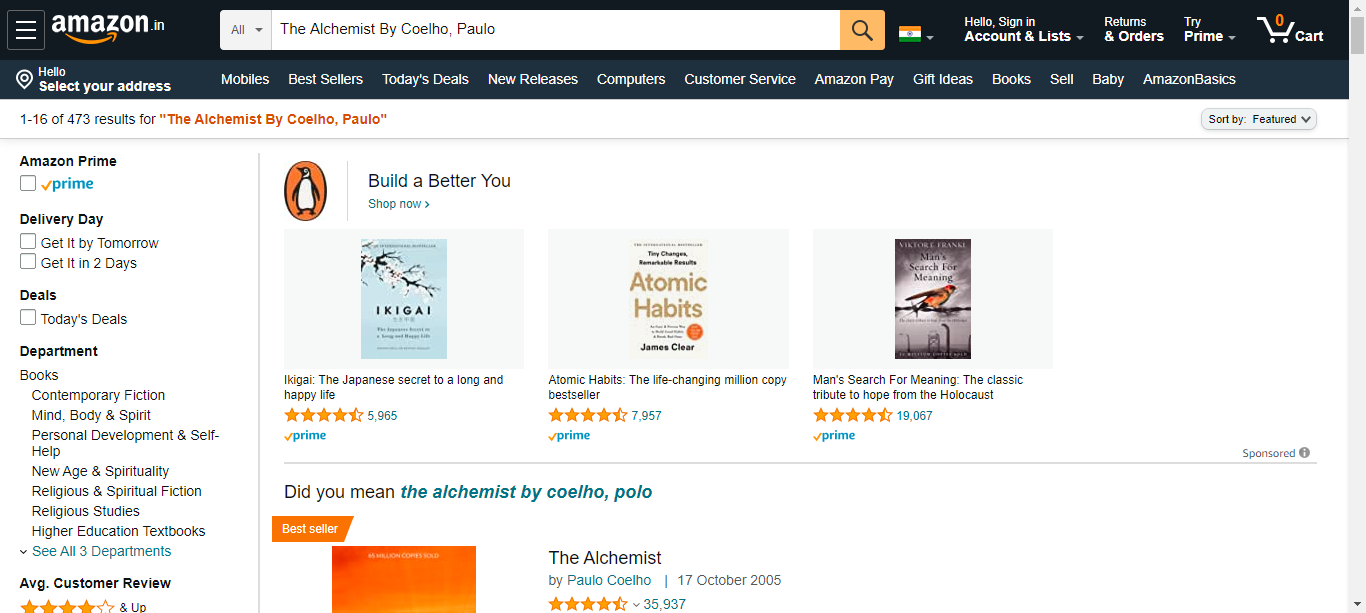 amazon.in
All
The Alchemist By Coelho, Paulo
Hello, Sign in
Account & Lists
Returns
& Orders
Try
Prime
0
Cart
Hello
Select your address
Mobiles Best Sellers Today's Deals New Releases Computers Customer Service Amazon Pay Gift Ideas Books Sell Baby AmazonBasics
1-16 of 473 results for "The Alchemist By Coelho, Paulo"
Sort by: Featured
Amazon Prime
prime
Delivery Day
Get It by Tomorrow
Get It in 2 Days
Deals
Today's Deals
Department
Books
Contemporary Fiction
Mind, Body & Spirit
Personal Development & Self-
Help
New Age & Spirituality
Religious & Spiritual Fiction
Religious Studies
Higher Education Textbooks
See All 3 Departments
Avg. Customer Review
& Up
Build a Better You
Shop now ›
IKIGAI
The Japanese Secret to a
Long and Happy Life
Ikigai: The Japanese secret to a long and
happy life
5,965
prime
THE INTERNATIONAL BESTSELLER
Tiny Changes,
Remarkable Results
Atomic
Habits
James Clear
Atomic Habits: The life-changing million copy
bestseller
7,957
prime
VIKTOR E FRANKL
Man's
Search For
Meaning
Man's Search For Meaning: The classic
tribute to hope from the Holocaust
19,067
prime
Sponsored
Did you mean the alchemist by coelho, polo
Best seller
65 MILLION COPIES SOLD
The Alchemist
by Paulo Coelho | 17 October 2005
35,937